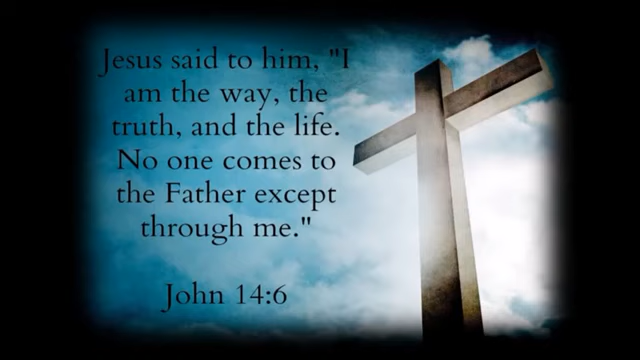 Jesus said to him, "I
am the way, the
truth, and the life.
No one comes to
the Father except
through me."
John 14:6